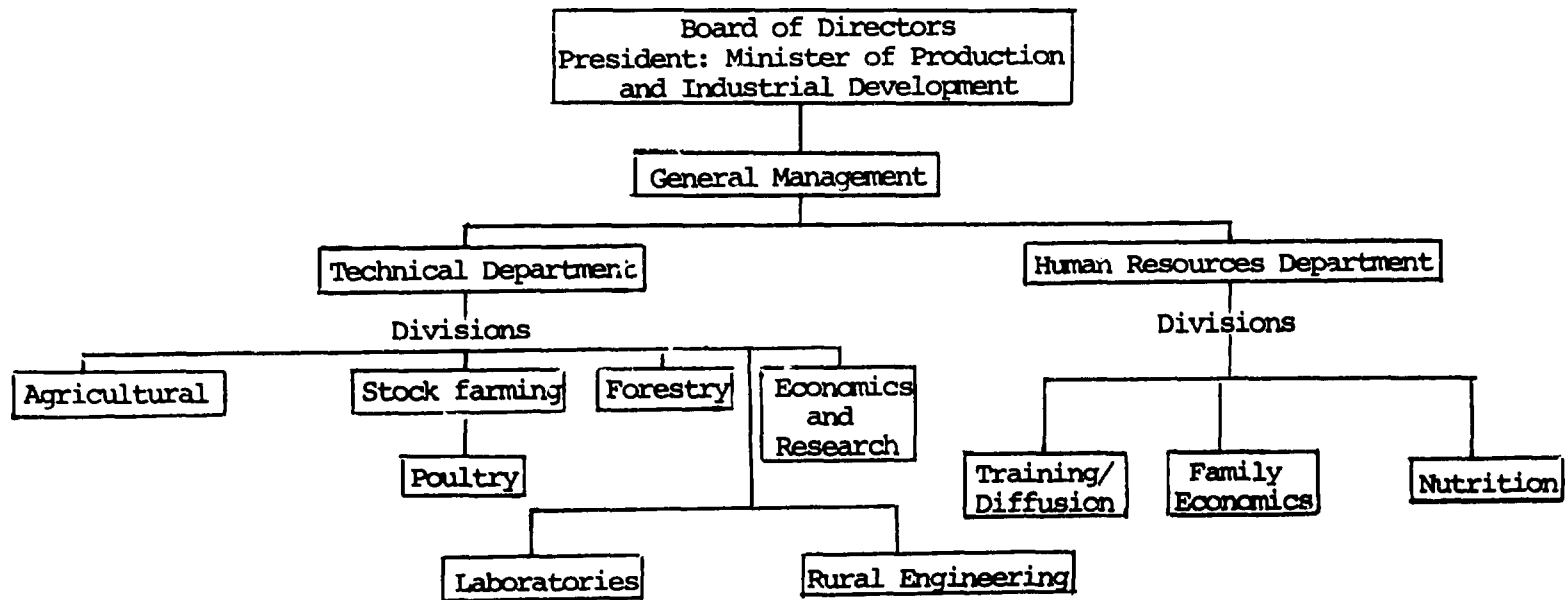 Board of Directors
President: Minister of Production
and Industrial Development
General Management
Technical Department
Human Resources Department
Divisions
Divisions
Agricultural
Stock farming
Forestry
Economics
and
Research
Poultry
Training/
Diffusion
Family
Economics
Nutrition
Laboratories
Rural Engineering